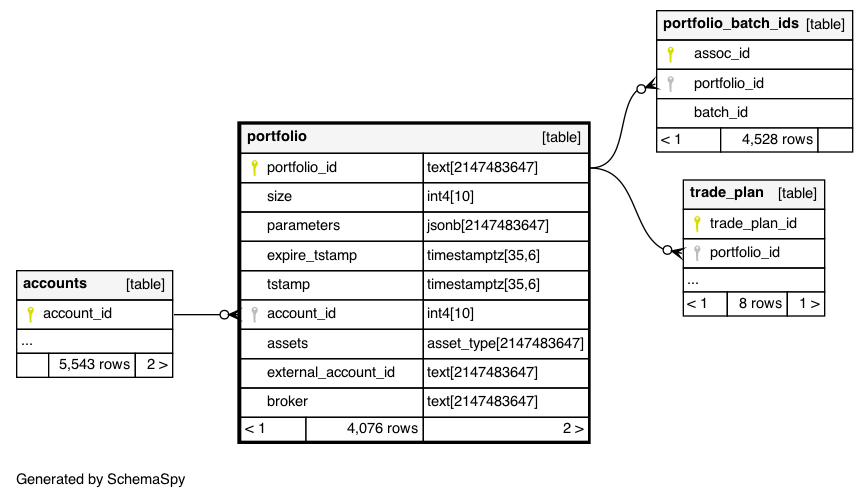 portfolio_batch_ids [table]
assoc_id
portfolio_id
batch_id
< 1 4,528 rows
portfolio [table]
portfolio_id text[2147483647]
size int4[10]
parameters jsonb[2147483647]
expire_tstamp timestamptz[35,6]
tstamp timestamptz[35,6]
account_id int4[10]
assets asset_type[2147483647]
external_account_id text[2147483647]
broker text[2147483647]
< 1 4,076 rows 2 >
trade_plan [table]
trade_plan_id
portfolio_id
...
< 1 8 rows 1 >
accounts [table]
account_id
...
5,543 rows 2 >
Generated by SchemaSpy